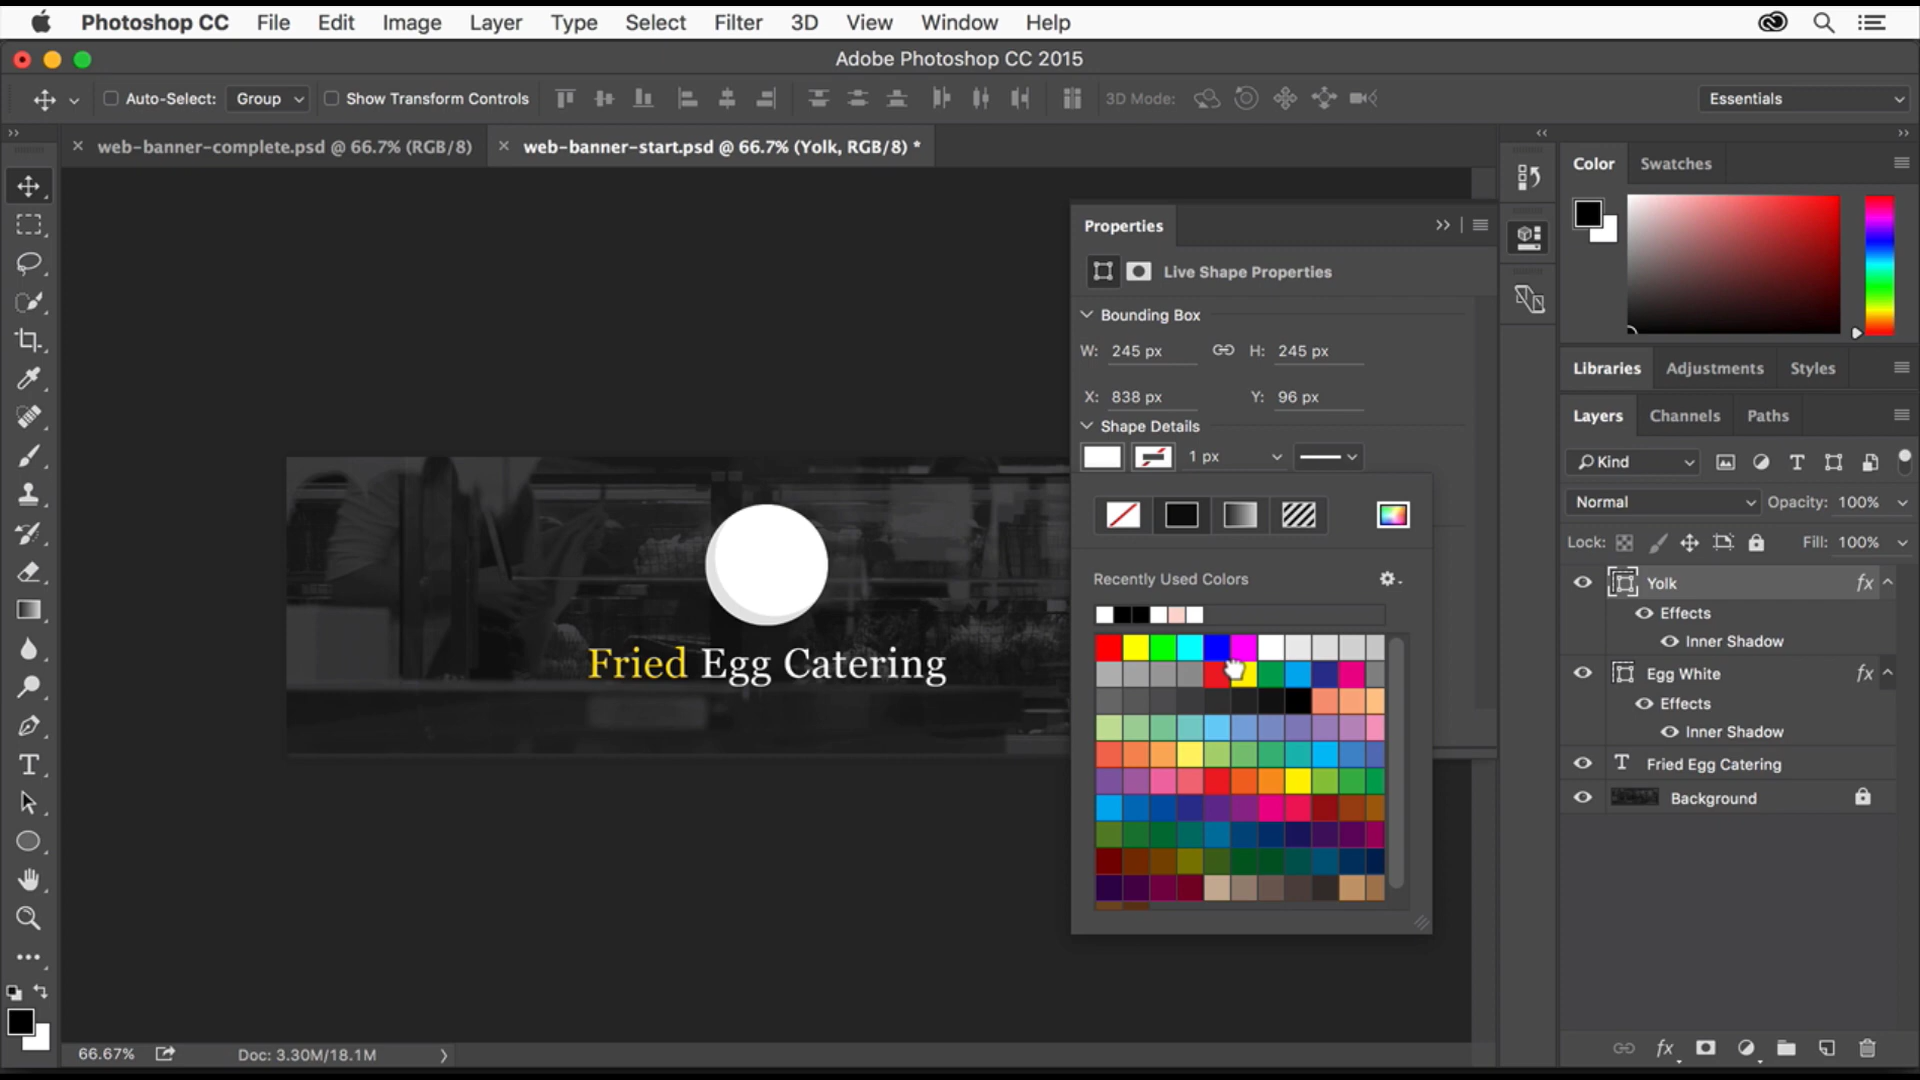 Photoshop CC File Edit Image Layer Type Select Filter 3D View Window Help
Adobe Photoshop CC 2015
Auto-Select: Group Show Transform Controls 3D Mode: Essentials
web-banner-complete.psd @ 66.7% (RGB/8) web-banner-start.psd @ 66.7% (Yolk, RGB/8) *
Properties
Live Shape Properties
Bounding Box
W: 245 px H: 245 px
X: 838 px Y: 96 px
Shape Details
1 px
Recently Used Colors
Fried Egg Catering
Color Swatches
Libraries Adjustments Styles
Layers Channels Paths
Kind
Normal Opacity: 100%
Lock: Fill: 100%
Yolk fx
Effects
Inner Shadow
Egg White fx
Effects
Inner Shadow
T Fried Egg Catering
Background
66.67% Doc: 3.30M/18.1M
fx